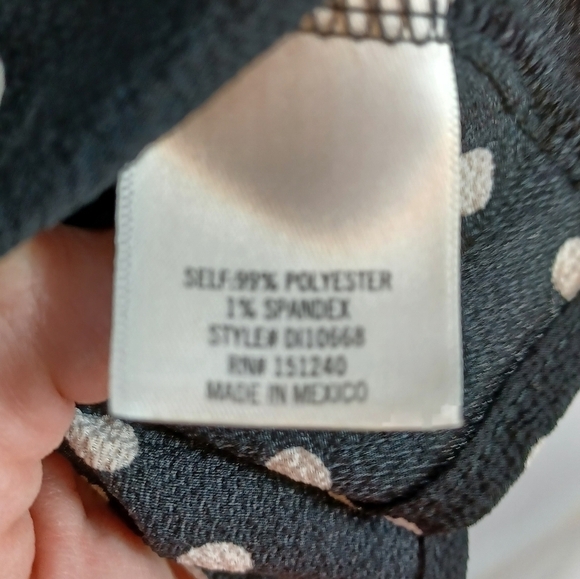 SELF:99% POLYESTER
1% SPANDEX
STYLE# DI10668
RN# 151240
MADE IN MEXICO